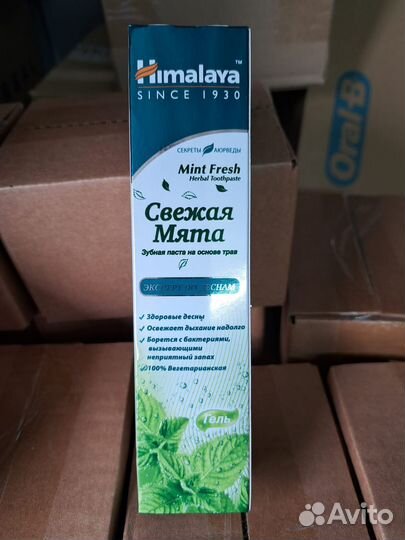 Himalaya™
SINCE 1930
СЕКРЕТЫ АЮРВЕДЫ
Mint Fresh
Herbal Toothpaste
Свежая
Мята
Зубная паста на основе трав
ЭКСПЕРТ ПО ДЕСНАМ
Здоровые десны
Освежает дыхание надолго
Борется с бактериями,
вызывающими
неприятный запах
100% Вегетарианская
Гель
Oral-B
Avito